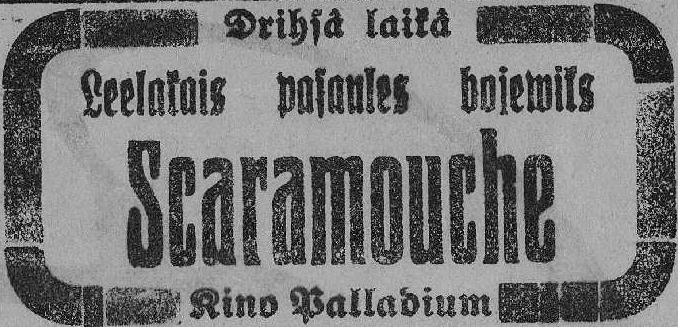 Drihsâ laikâ
Leelakais pasaules bojewiks
Scaramouche
Kino Palladium